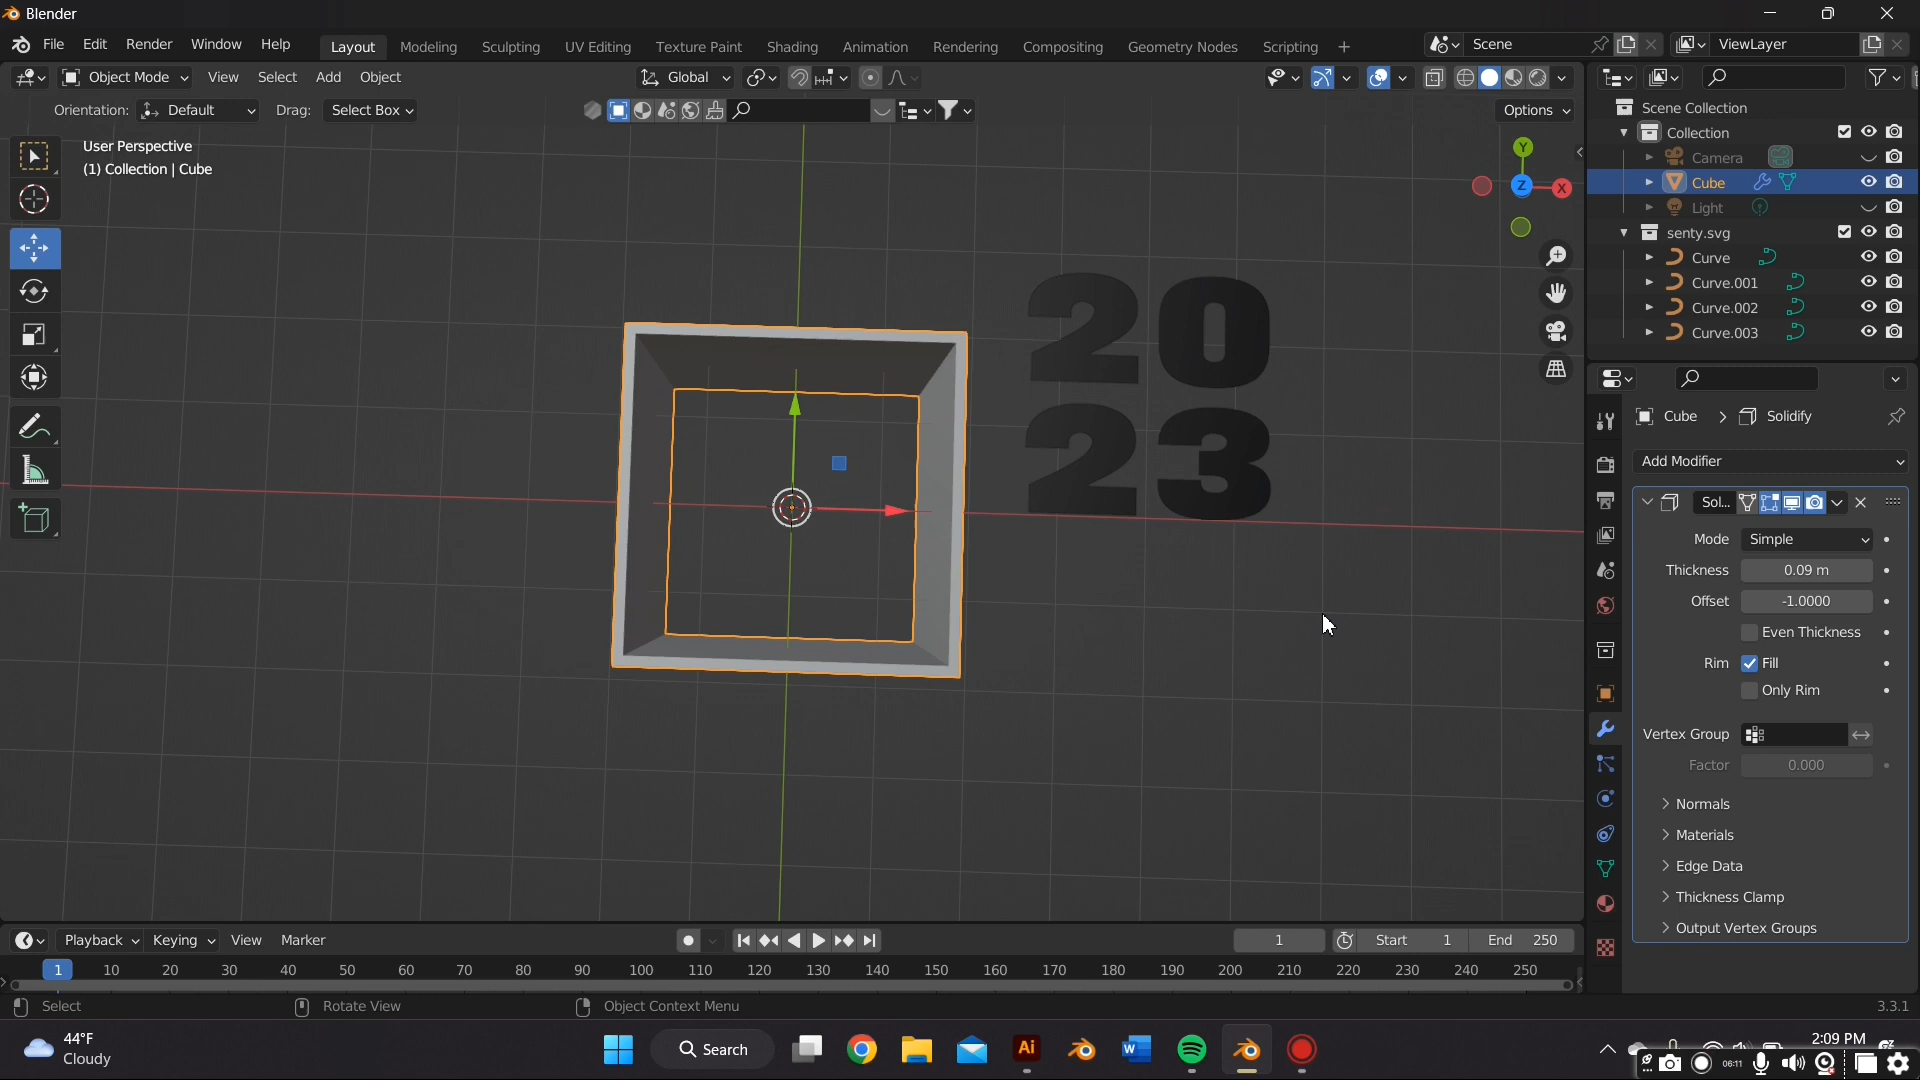 Blender
File Edit Render Window Help Layout Modeling Sculpting UV Editing Texture Paint Shading Animation Rendering Compositing Geometry Nodes Scripting + Scene ViewLayer
Object Mode View Select Add Object Global
Orientation: Default Drag: Select Box Options
User Perspective
(1) Collection | Cube
Y
Z X
20
23
Scene Collection
Collection
Camera
Cube
Light
senty.svg
Curve
Curve.001
Curve.002
Curve.003
Cube > Solidify
Add Modifier
Sol...
Mode Simple
Thickness 0.09 m
Offset -1.0000
Even Thickness
Rim Fill
Only Rim
Vertex Group
Factor 0.000
Normals
Materials
Edge Data
Thickness Clamp
Output Vertex Groups
Playback Keying View Marker 1 Start 1 End 250
1 10 20 30 40 50 60 70 80 90 100 110 120 130 140 150 160 170 180 190 200 210 220 230 240 250
Select Rotate View Object Context Menu 3.3.1
44°F
Cloudy
Search
Ai
W
2:09 PM
06:11